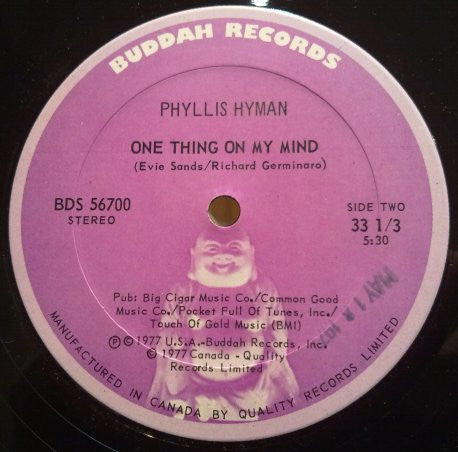 BUDDAH RECORDS
PHYLLIS HYMAN
ONE THING ON MY MIND
(Evie Sands/Richard Germinaro)
BDS 56700
STEREO
SIDE TWO
33 1/3
5:30
Pub: Big Cigar Music Co./Common Good
Music Co./Pocket Full Of Tunes, Inc./
Touch Of Gold Music (BMI)
Ⓟ © 1977 U.S.A.-Buddah Records, Inc.
© 1977 Canada - Quality
Records Limited
MANUFACTURED IN CANADA BY QUALITY RECORDS LIMITED
MAY